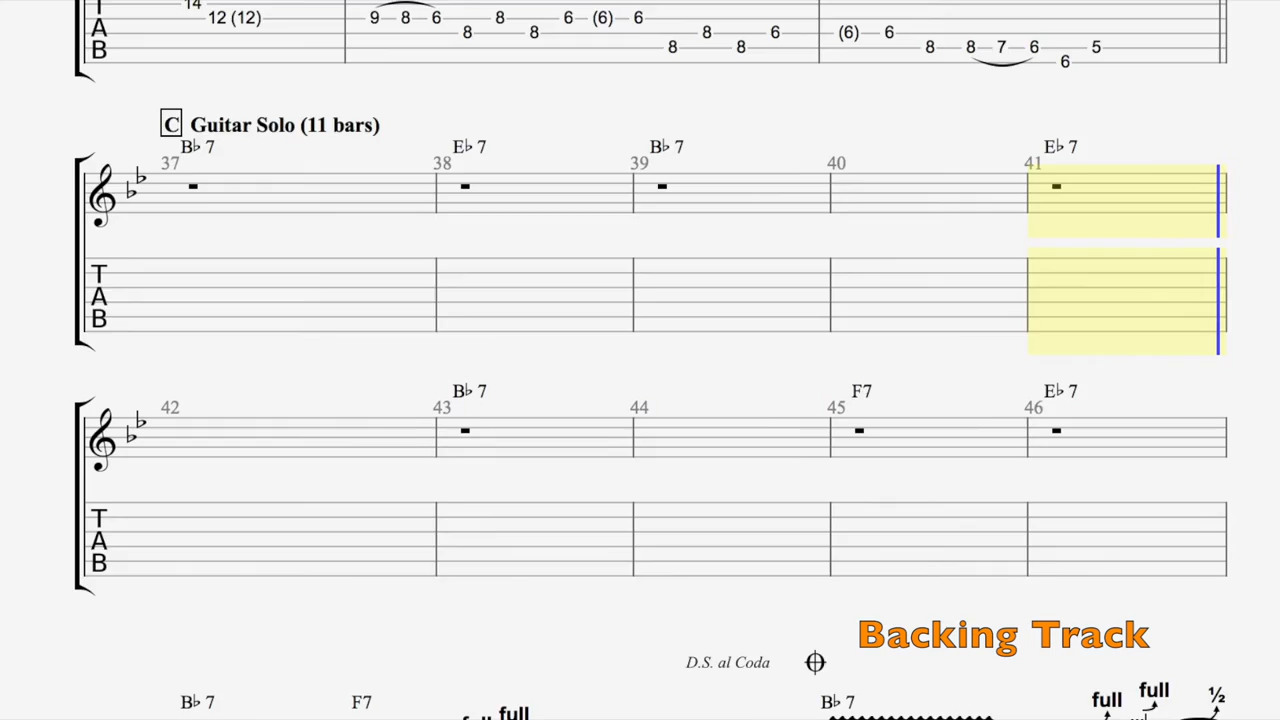 14
12 (12) 9 8 6 8 6 (6) 6
T
A 8 8 8 6 (6) 6
B 8 8 8 8 7 6 5
6
C Guitar Solo (11 bars)
B♭ 7 E♭ 7 B♭ 7 E♭ 7
37 38 39 40 41
T
A
B
B♭ 7 F7 E♭ 7
42 43 44 45 46
T
A
B
Backing Track
D.S. al Coda
B♭ 7 F7 B♭ 7 full full ½
full full